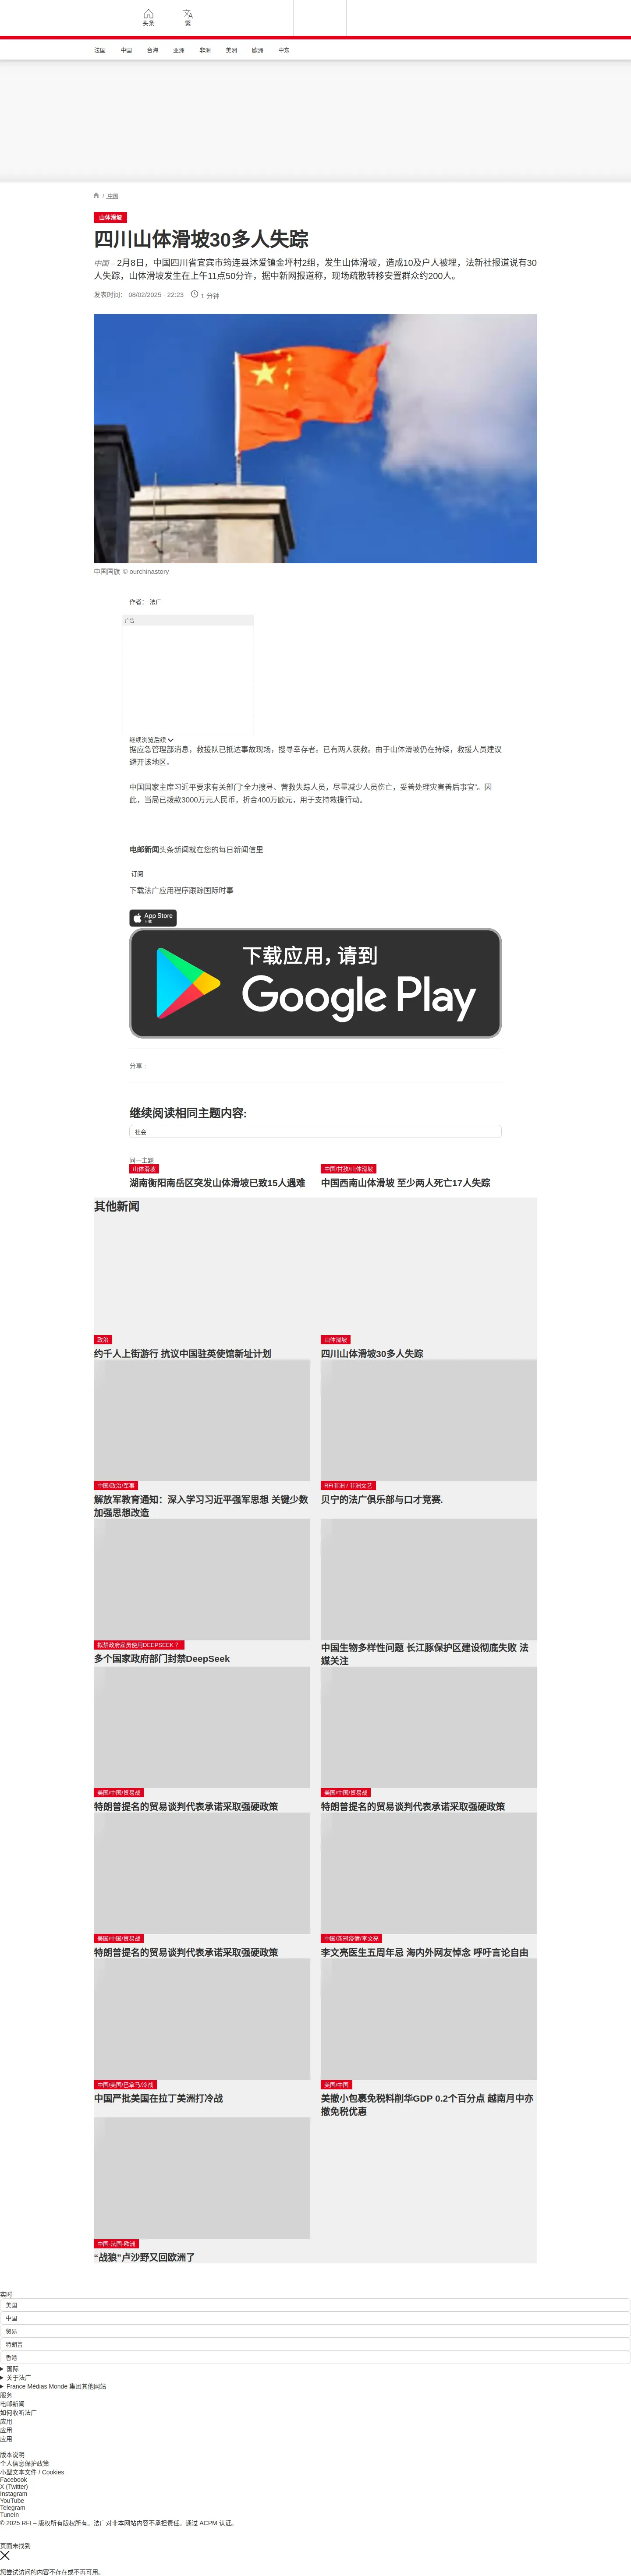 头条
繁
法国 中国 台海 亚洲 非洲 美洲 欧洲 中东
/ 中国
山体滑坡
四川山体滑坡30多人失踪
中国 – 2月8日，中国四川省宜宾市筠连县沐爱镇金坪村2组，发生山体滑坡，造成10及户人被埋，法新社报道说有30
人失踪，山体滑坡发生在上午11点50分许，据中新网报道称，现场疏散转移安置群众约200人。
发表时间： 08/02/2025 - 22:23 1 分钟
中国国旗 © ourchinastory
作者： 法广
广告
继续浏览后续
据应急管理部消息，救援队已抵达事故现场，搜寻幸存者。已有两人获救。由于山体滑坡仍在持续，救援人员建议
避开该地区。
中国国家主席习近平要求有关部门“全力搜寻、营救失踪人员，尽量减少人员伤亡，妥善处理灾害善后事宜”。因
此，当局已拨款3000万元人民币，折合400万欧元，用于支持救援行动。
电邮新闻头条新闻就在您的每日新闻信里
订阅
下载法广应用程序跟踪国际时事
App Store
下载
下载应用，请到
Google Play
分享 :
继续阅读相同主题内容:
社会
同一主题
山体滑坡
湖南衡阳南岳区突发山体滑坡已致15人遇难
中国/甘孜/山体滑坡
中国西南山体滑坡 至少两人死亡17人失踪
其他新闻
政治
约千人上街游行 抗议中国驻英使馆新址计划
山体滑坡
四川山体滑坡30多人失踪
中国/政治/军事
解放军教育通知：深入学习习近平强军思想 关键少数
加强思想改造
RFI非洲 / 非洲文艺
贝宁的法广俱乐部与口才竞赛.
拟禁政府雇员使用DEEPSEEK ？
多个国家政府部门封禁DeepSeek
中国生物多样性问题 长江豚保护区建设彻底失败 法
媒关注
美国/中国/贸易战
特朗普提名的贸易谈判代表承诺采取强硬政策
美国/中国/贸易战
特朗普提名的贸易谈判代表承诺采取强硬政策
美国/中国/贸易战
特朗普提名的贸易谈判代表承诺采取强硬政策
中国/新冠疫情/李文亮
李文亮医生五周年忌 海内外网友悼念 呼吁言论自由
中国/美国/巴拿马/冷战
中国严批美国在拉丁美洲打冷战
美国/中国
美撤小包裹免税料削华GDP 0.2个百分点 越南月中亦
撤免税优惠
中国-法国-欧洲
“战狼”卢沙野又回欧洲了
实时
美国
中国
贸易
特朗普
香港
国际
关于法广
France Médias Monde 集团其他网站
服务
电邮新闻
如何收听法广
应用
应用
应用
版本说明
个人信息保护政策
小型文本文件 / Cookies
Facebook
X (Twitter)
Instagram
YouTube
Telegram
TuneIn
© 2025 RFI – 版权所有版权所有。法广对非本网站内容不承担责任。通过 ACPM 认证。
页面未找到
您尝试访问的内容不存在或不再可用。